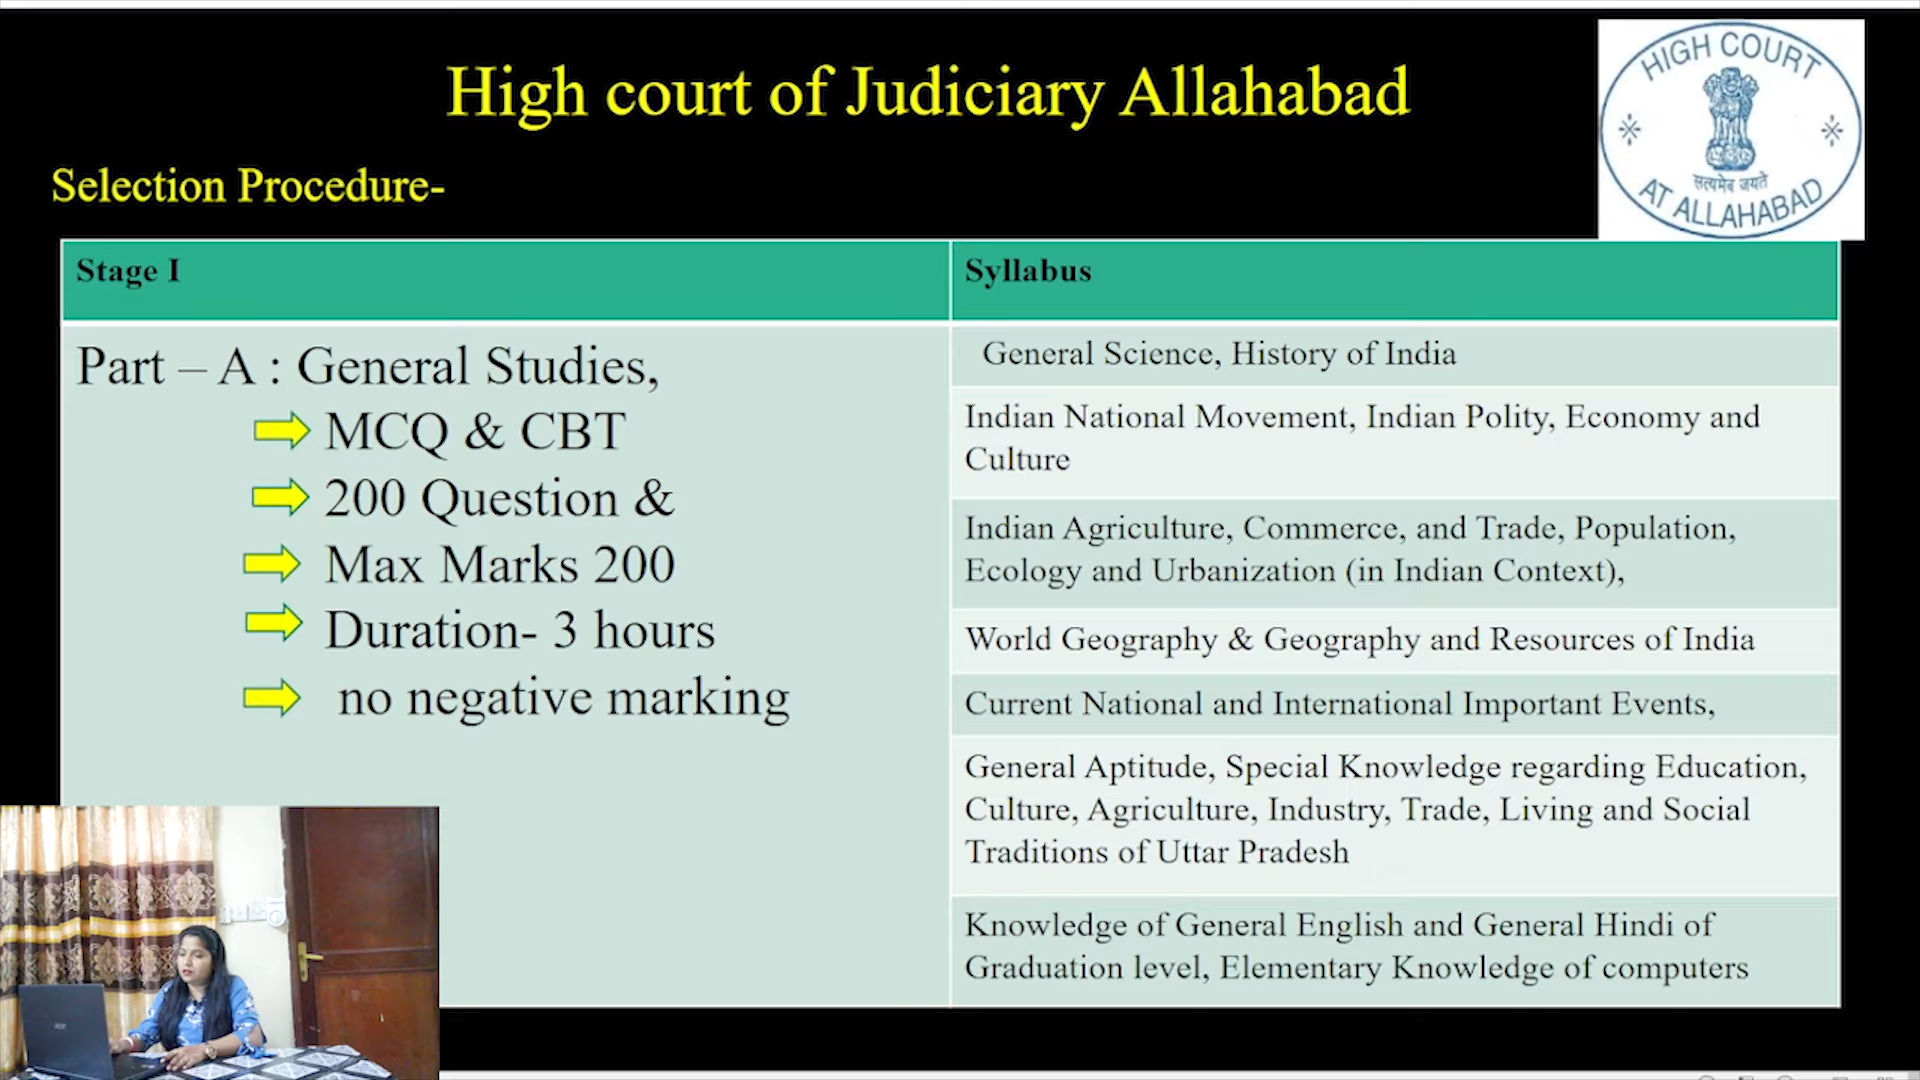 High court of Judiciary Allahabad
HIGH COURT
सत्यमेव जयते
AT ALLAHABAD
Selection Procedure-
Stage I
Syllabus
Part – A : General Studies,
MCQ & CBT
200 Question &
Max Marks 200
Duration- 3 hours
no negative marking
General Science, History of India
Indian National Movement, Indian Polity, Economy and
Culture
Indian Agriculture, Commerce, and Trade, Population,
Ecology and Urbanization (in Indian Context),
World Geography & Geography and Resources of India
Current National and International Important Events,
General Aptitude, Special Knowledge regarding Education,
Culture, Agriculture, Industry, Trade, Living and Social
Traditions of Uttar Pradesh
Knowledge of General English and General Hindi of
Graduation level, Elementary Knowledge of computers
acer